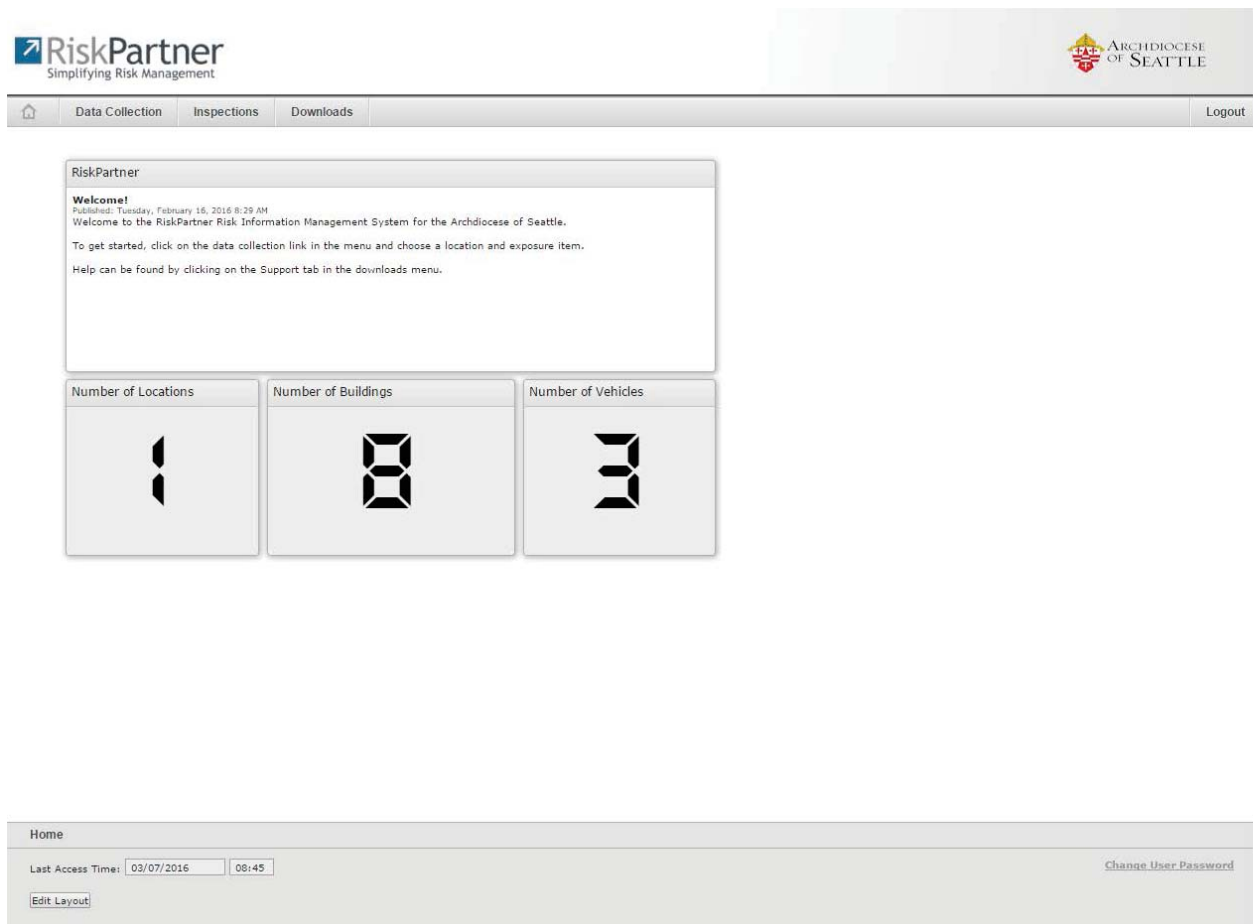 RiskPartner
Simplifying Risk Management
ARCHDIOCESE
OF SEATTLE
Data Collection Inspections Downloads Logout
RiskPartner
Welcome!
Published: Tuesday, February 16, 2016 8:29 AM
Welcome to the RiskPartner Risk Information Management System for the Archdiocese of Seattle.
To get started, click on the data collection link in the menu and choose a location and exposure item.
Help can be found by clicking on the Support tab in the downloads menu.
Number of Locations Number of Buildings Number of Vehicles
1 8 3
Home
Last Access Time: 03/07/2016 08:45 Change User Password
Edit Layout